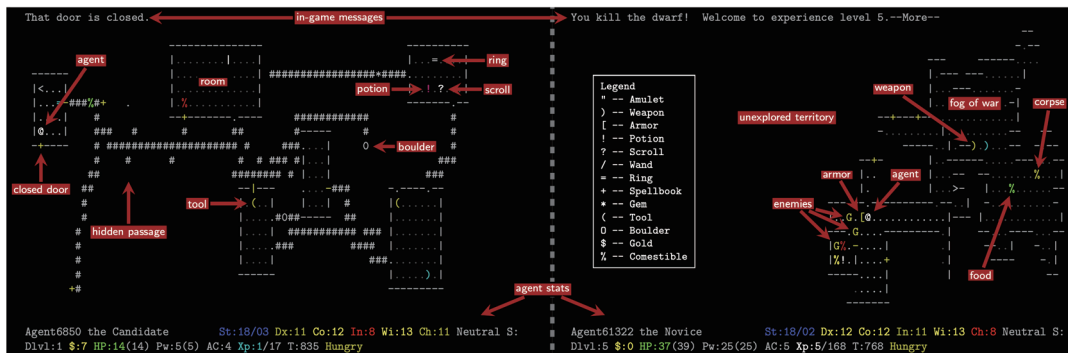 That door is closed.
in-game messages
You kill the dwarf!  Welcome to experience level 5.--More--
agent
room
ring
potion
scroll
boulder
closed door
tool
hidden passage
Legend
" -- Amulet
) -- Weapon
[ -- Armor
! -- Potion
? -- Scroll
/ -- Wand
= -- Ring
+ -- Spellbook
* -- Gem
( -- Tool
0 -- Boulder
$ -- Gold
% -- Comestible
weapon
fog of war
corpse
unexplored territory
armor
agent
enemies
food
agent stats
Agent6850 the Candidate St:18/03 Dx:11 Co:12 In:8 Wi:13 Ch:11 Neutral S:
Dlvl:1 $:7 HP:14(14) Pw:5(5) AC:4 Xp:1/17 T:835 Hungry
Agent61322 the Novice St:18/02 Dx:12 Co:12 In:11 Wi:13 Ch:8 Neutral S:
Dlvl:5 $:0 HP:37(39) Pw:25(25) AC:5 Xp:5/168 T:768 Hungry